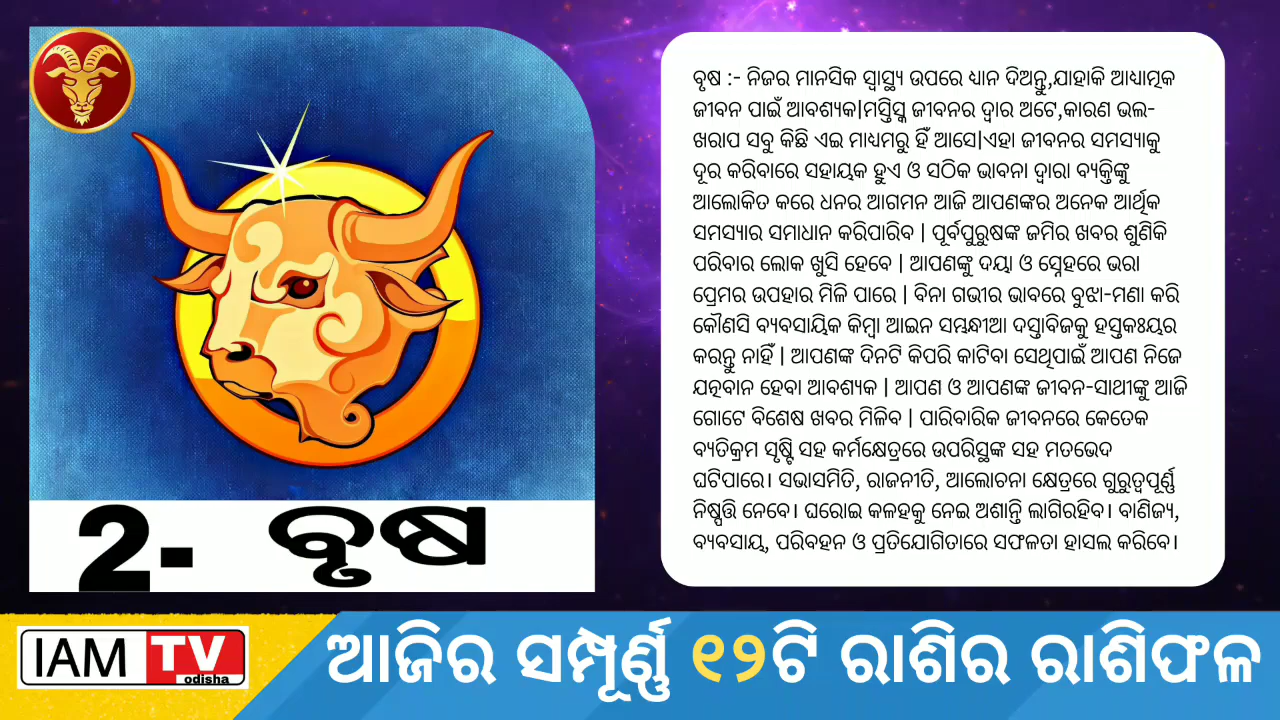 2- ବୃଷ
ବୃଷ :- ନିଜର ମାନସିକ ସ୍ୱାସ୍ଥ୍ୟ ଉପରେ ଧ୍ୟାନ ଦିଅନ୍ତୁ,ଯାହାକି ଆଧ୍ୟାତ୍ମକ
ଜୀବନ ପାଇଁ ଆବଶ୍ୟକ|ମସ୍ତିସ୍କ ଜୀବନର ଦ୍ୱାର ଅଟେ,କାରଣ ଭଲ-
ଖରାପ ସବୁ କିଛି ଏଇ ମାଧ୍ୟମରୁ ହିଁ ଆସେ|ଏହା ଜୀବନର ସମସ୍ୟାକୁ
ଦୂର କରିବାରେ ସହାୟକ ହୁଏ ଓ ସଠିକ ଭାବନା ଦ୍ୱାରା ବ୍ୟକ୍ତିଙ୍କୁ
ଆଲୋକିତ କରେ ଧନର ଆଗମନ ଆଜି ଆପଣଙ୍କର ଅନେକ ଆର୍ଥିକ
ସମସ୍ୟାର ସମାଧାନ କରିପାରିବ | ପୂର୍ବପୁରୁଷଙ୍କ ଜମିର ଖବର ଶୁଣିକି
ପରିବାର ଲୋକ ଖୁସି ହେବେ | ଆପଣଙ୍କୁ ଦୟା ଓ ସ୍ନେହରେ ଭରା
ପ୍ରେମର ଉପହାର ମିଳି ପାରେ | ବିନା ଗଭୀର ଭାବରେ ବୁଝା-ମଣା କରି
କୌଣସି ବ୍ୟବସାୟିକ କିମ୍ବା ଆଇନ ସମ୍ଭନ୍ଧୀଆ ଦସ୍ତାବିଜକୁ ହସ୍ତକଃୟର
କରନ୍ତୁ ନାହିଁ | ଆପଣଙ୍କ ଦିନଟି କିପରି କାଟିବା ସେଥିପାଇଁ ଆପଣ ନିଜେ
ଯତ୍ନବାନ ହେବା ଆବଶ୍ୟକ | ଆପଣ ଓ ଆପଣଙ୍କ ଜୀବନ-ସାଥୀଙ୍କୁ ଆଜି
ଗୋଟେ ବିଶେଷ ଖବର ମିଳିବ | ପାରିବାରିକ ଜୀବନରେ କେତେକ
ବ୍ୟତିକ୍ରମ ସୃଷ୍ଟି ସହ କର୍ମକ୍ଷେତ୍ରରେ ଉପରିସ୍ଥଙ୍କ ସହ ମତଭେଦ
ଘଟିପାରେ। ସଭାସମିତି, ରାଜନୀତି, ଆଲୋଚନା କ୍ଷେତ୍ରରେ ଗୁରୁତ୍ୱପୂର୍ଣ୍ଣ
ନିଷ୍ପତ୍ତି ନେବେ। ଘରୋଇ କଳହକୁ ନେଇ ଅଶାନ୍ତି ଲାଗିରହିବ। ବାଣିଜ୍ୟ,
ବ୍ୟବସାୟ, ପରିବହନ ଓ ପ୍ରତିଯୋଗିତାରେ ସଫଳତା ହାସଲ କରିବେ।
IAM TV odisha
ଆଜିର ସମ୍ପୂର୍ଣ୍ଣ ୧୨ଟି ରାଶିର ରାଶିଫଳ